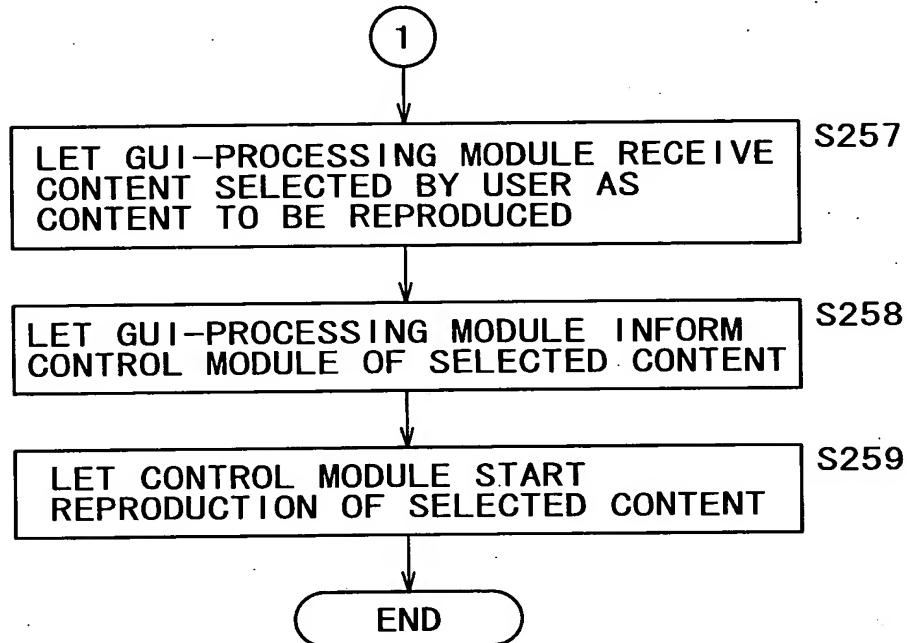 1
LET GUI-PROCESSING MODULE RECEIVE
CONTENT SELECTED BY USER AS
CONTENT TO BE REPRODUCED
S257
LET GUI-PROCESSING MODULE INFORM
CONTROL MODULE OF SELECTED CONTENT
S258
LET CONTROL MODULE START
REPRODUCTION OF SELECTED CONTENT
S259
END